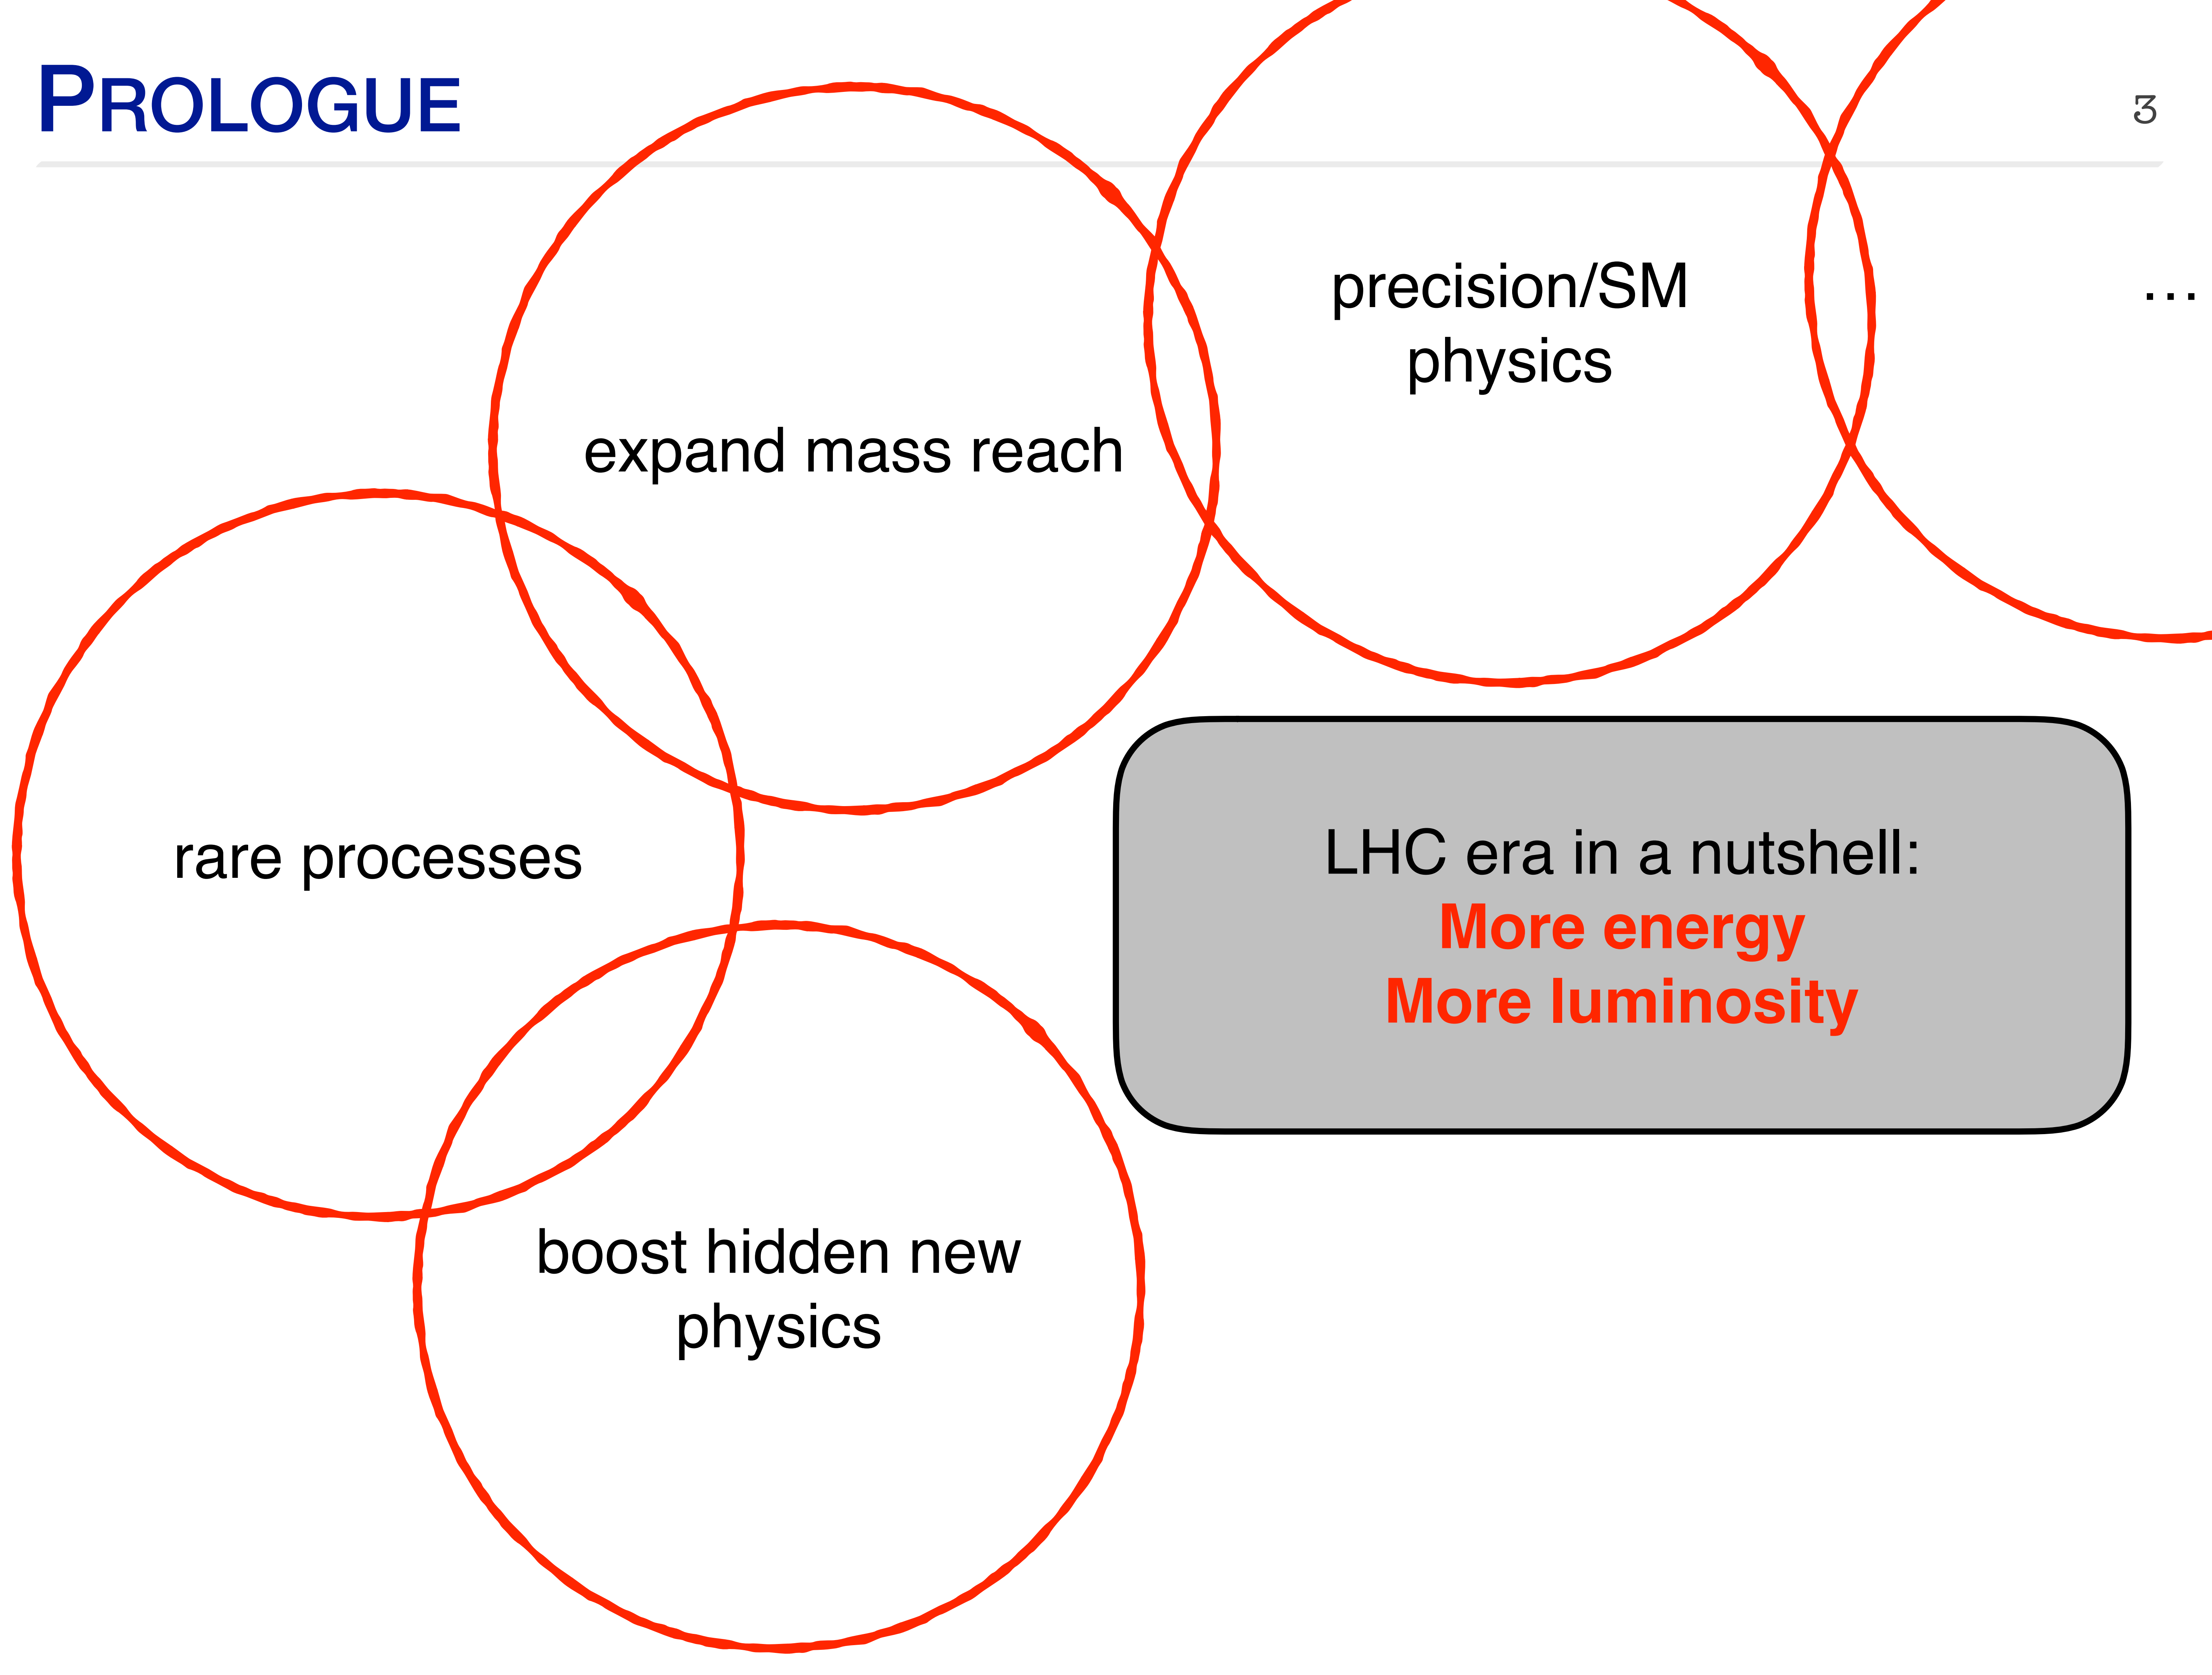 PROLOGUE
3
precision/SM
physics
…
expand mass reach
rare processes
LHC era in a nutshell:
More energy
More luminosity
boost hidden new
physics